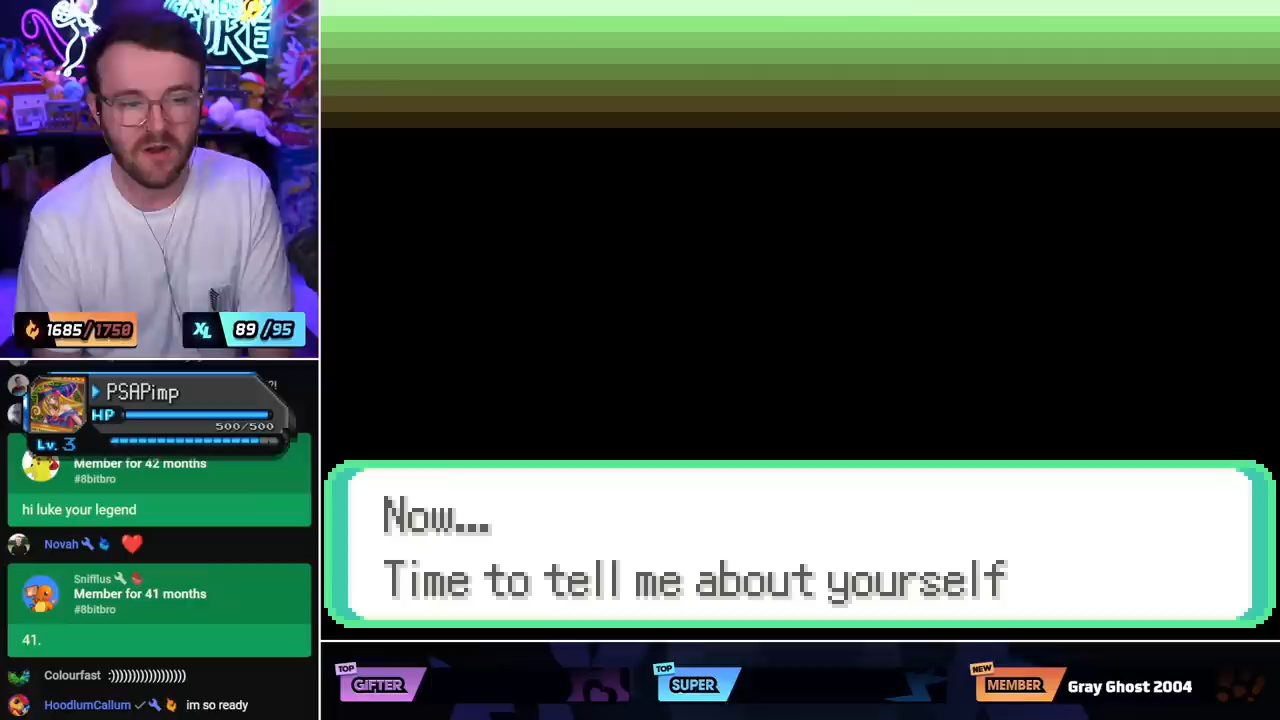 UKE
1685/1750
XL
89/95
PSAPimp
HP
500/500
Lv. 3
?!
Member for 42 months
#8bitbro
hi luke your legend
Novah
Snifflus
Member for 41 months
#8bitbro
41.
Colourfast :))))))))))))))))))
HoodlumCallum im so ready
Now...
Time to tell me about yourself
TOP
GIFTER
TOP
SUPER
NEW
MEMBER
Gray Ghost 2004